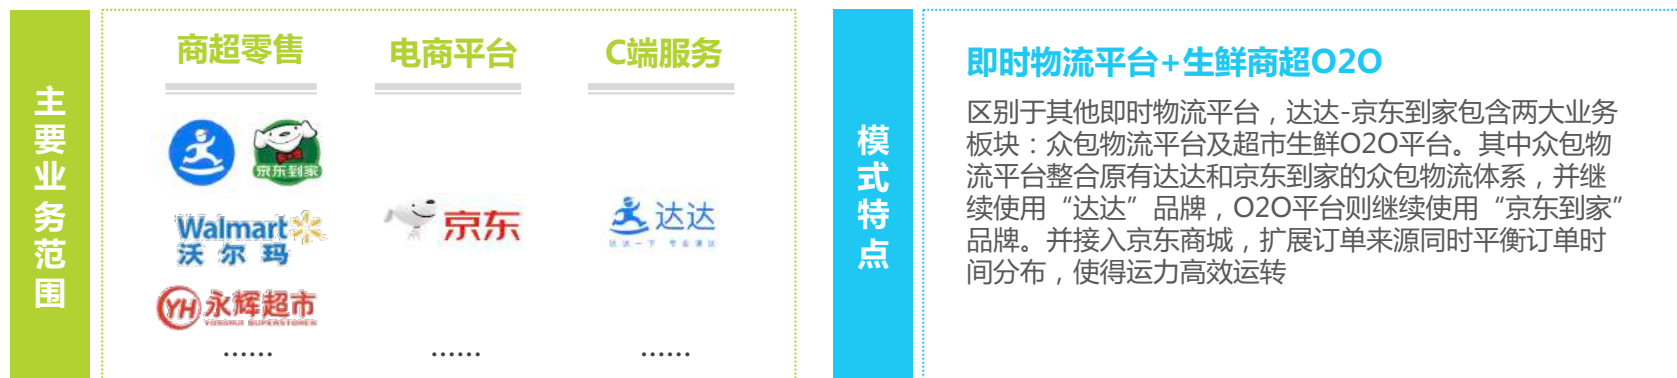 主要业务范围
商超零售
电商平台
C端服务
京东到家
Walmart
沃尔玛
YH 永辉超市
YONGHUI SUPERSTORES
京东
达达
......
......
......
模式特点
即时物流平台+生鲜商超O2O
区别于其他即时物流平台，达达-京东到家包含两大业务
板块：众包物流平台及超市生鲜O2O平台。其中众包物
流平台整合原有达达和京东到家的众包物流体系，并继
续使用“达达”品牌，O2O平台则继续使用“京东到家”
品牌。并接入京东商城，扩展订单来源同时平衡订单时
间分布，使得运力高效运转